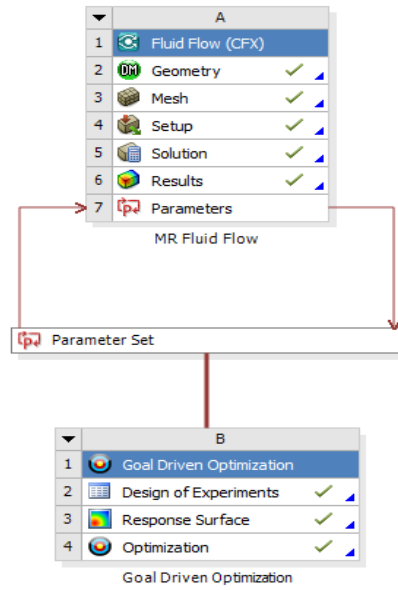 A
1 Fluid Flow (CFX)
2 DM Geometry
3 Mesh
4 Setup
5 Solution
6 Results
7 p Parameters
MR Fluid Flow
p Parameter Set
B
1 Goal Driven Optimization
2 Design of Experiments
3 Response Surface
4 Optimization
Goal Driven Optimization